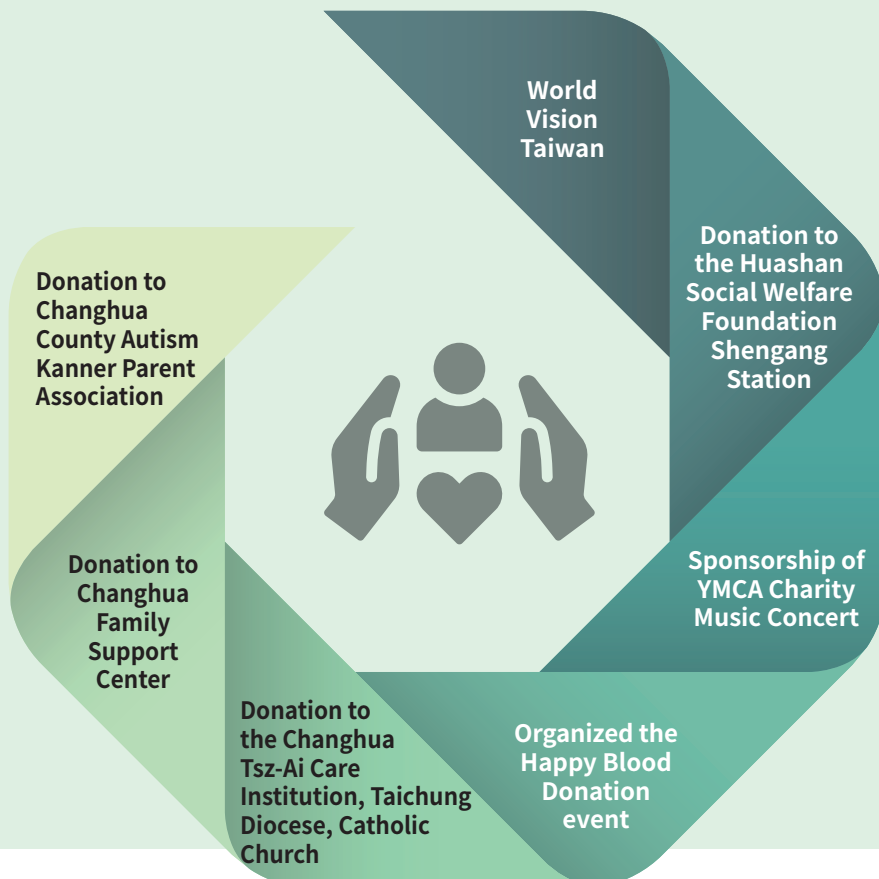 World
Vision
Taiwan
Donation to
the Huashan
Social Welfare
Foundation
Shengang
Station
Sponsorship of
YMCA Charity
Music Concert
Organized the
Happy Blood
Donation
event
Donation to
the Changhua
Tsz-Ai Care
Institution, Taichung
Diocese, Catholic
Church
Donation to
Changhua
Family
Support
Center
Donation to
Changhua
County Autism
Kanner Parent
Association